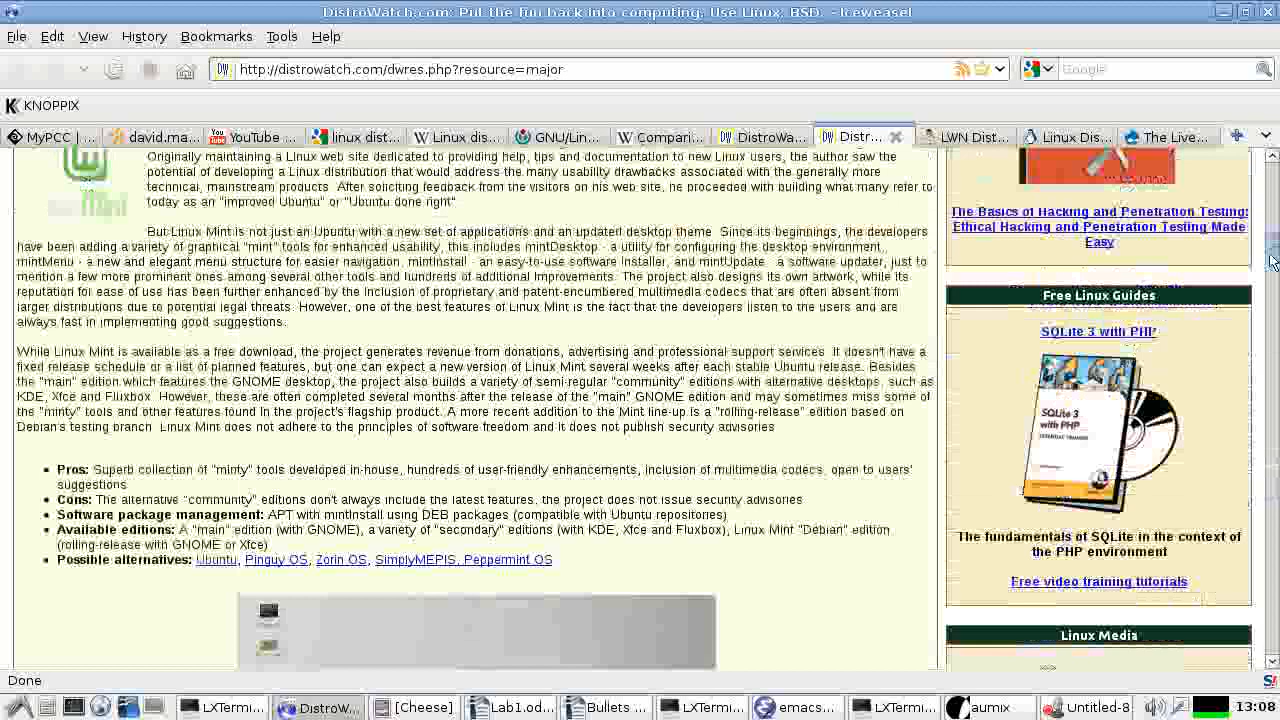 DistroWatch.com: Put the fun back into computing. Use Linux, BSD. - Iceweasel
File Edit View History Bookmarks Tools Help
http://distrowatch.com/dwres.php?resource=major
Google
KNOPPIX
MyPCC | ...
david.ma...
YouTube ...
linux dist...
Linux dis...
GNU/Lin...
Compari...
DistroWa...
Distr...
LWN Dist...
Linux Dis...
The Live...
Originally maintaining a Linux web site dedicated to providing help, tips and documentation to new Linux users, the author saw the
potential of developing a Linux distribution that would address the many usability drawbacks associated with the generally more
technical, mainstream products. After soliciting feedback from the visitors on his web site, he proceeded with building what many refer to
today as an "improved Ubuntu" or "Ubuntu done right".
But Linux Mint is not just an Ubuntu with a new set of applications and an updated desktop theme. Since its beginnings, the developers
have been adding a variety of graphical "mint" tools for enhanced usability; this includes mintDesktop - a utility for configuring the desktop environment,
mintMenu - a new and elegant menu structure for easier navigation, mintInstall - an easy-to-use software installer, and mintUpdate - a software updater, just to
mention a few more prominent ones among several other tools and hundreds of additional improvements. The project also designs its own artwork, while its
reputation for ease of use has been further enhanced by the inclusion of proprietary and patent-encumbered multimedia codecs that are often absent from
larger distributions due to potential legal threats. However, one of the best features of Linux Mint is the fact that the developers listen to the users and are
always fast in implementing good suggestions.
While Linux Mint is available as a free download, the project generates revenue from donations, advertising and professional support services. It doesn't have a
fixed release schedule or a list of planned features, but one can expect a new version of Linux Mint several weeks after each stable Ubuntu release. Besides
the "main" edition which features the GNOME desktop, the project also builds a variety of semi-regular "community" editions with alternative desktops, such as
KDE, Xfce and Fluxbox. However, these are often completed several months after the release of the "main" GNOME edition and may sometimes miss some of
the "minty" tools and other features found in the project's flagship product. A more recent addition to the Mint line-up is a "rolling-release" edition based on
Debian's testing branch. Linux Mint does not adhere to the principles of software freedom and it does not publish security advisories.
Pros: Superb collection of "minty" tools developed in-house, hundreds of user-friendly enhancements, inclusion of multimedia codecs, open to users'
suggestions
Cons: The alternative "community" editions don't always include the latest features, the project does not issue security advisories
Software package management: APT with mintInstall using DEB packages (compatible with Ubuntu repositories)
Available editions: A "main" edition (with GNOME), a variety of "secondary" editions (with KDE, Xfce and Fluxbox), Linux Mint "Debian" edition
(rolling-release with GNOME or Xfce)
Possible alternatives: Ubuntu, Pinguy OS, Zorin OS, SimplyMEPIS, Peppermint OS
The Basics of Hacking and Penetration Testing:
Ethical Hacking and Penetration Testing Made
Easy
Free Linux Guides
SQLite 3 with PHP
SQLite 3
with PHP
The fundamentals of SQLite in the context of
the PHP environment
Free video training tutorials
Linux Media
Done
LXTermi...
DistroW...
[Cheese]
Lab1.od...
Bullets ...
LXTermi...
emacs...
LXTermi...
aumix
Untitled-8
13:08